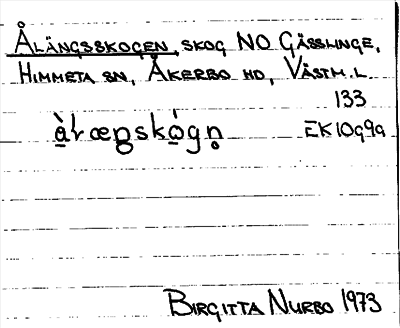 ÅLÄNGSSKOGEN, SKOG NO GÄSSLINGE,
HIMMETA SN, ÅKERBO HD, VÄSTM. L.
133
EK10g9a
BIRGITTA NURBO 1973